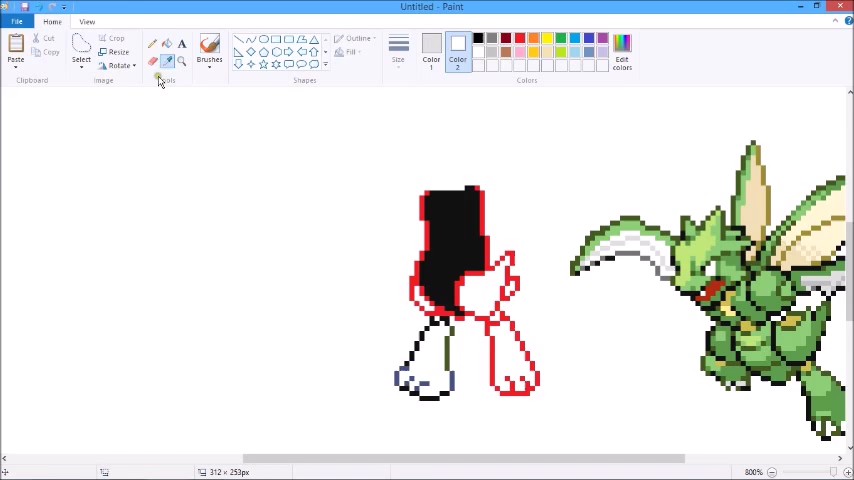 Untitled - Paint
File
Home
View
Paste
Cut
Copy
Clipboard
Select
Crop
Resize
Rotate
Image
A
Tools
Brushes
Outline
Fill
Shapes
Size
Color
1
Color
2
Edit
colors
Colors
312 × 253px
800%